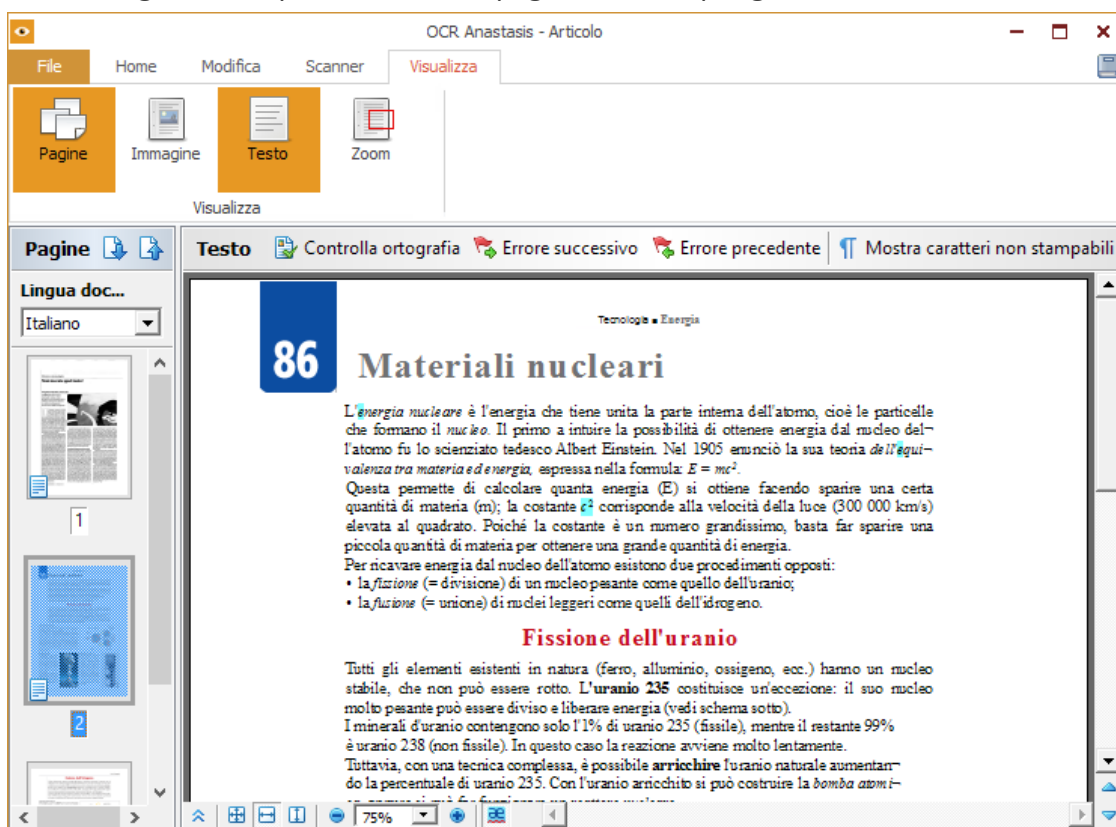 OCR Anastasis - Articolo
File Home Modifica Scanner Visualizza
Pagine Immagine Testo Zoom
Visualizza
Pagine Testo Controlla ortografia Errore successivo Errore precedente ¶ Mostra caratteri non stampabili
Lingua doc...
Italiano
1
2
Tecnologia ■ Energia
86
Materiali nucleari
L'energia nucleare è l'energia che tiene unita la parte interna dell'atomo, cioè le particelle
che formano il nucleo. Il primo a intuire la possibilità di ottenere energia dal nucleo del¬
l'atomo fu lo scienziato tedesco Albert Einstein. Nel 1905 enunciò la sua teoria dell'equi¬
valenza tra materia ed energia, espressa nella formula: E = mc².
Questa permette di calcolare quanta energia (E) si ottiene facendo sparire una certa
quantità di materia (m); la costante c² corrisponde alla velocità della luce (300 000 km/s)
elevata al quadrato. Poiché la costante è un numero grandissimo, basta far sparire una
piccola quantità di materia per ottenere una grande quantità di energia.
Per ricavare energia dal nucleo dell'atomo esistono due procedimenti opposti:
• la fissione (= divisione) di un nucleo pesante come quello dell'uranio;
• la fusione (= unione) di nuclei leggeri come quelli dell'idrogeno.
Fissione dell'uranio
Tutti gli elementi esistenti in natura (ferro, alluminio, ossigeno, ecc.) hanno un nucleo
stabile, che non può essere rotto. L'uranio 235 costituisce un'eccezione: il suo nucleo
molto pesante può essere diviso e liberare energia (vedi schema sotto).
I minerali d'uranio contengono solo l'1% di uranio 235 (fissile), mentre il restante 99%
è uranio 238 (non fissile). In questo caso la reazione avviene molto lentamente.
Tuttavia, con una tecnica complessa, è possibile arricchire l'uranio naturale aumentan¬
do la percentuale di uranio 235. Con l'uranio arricchito si può costruire la bomba atomi¬
75%
æ